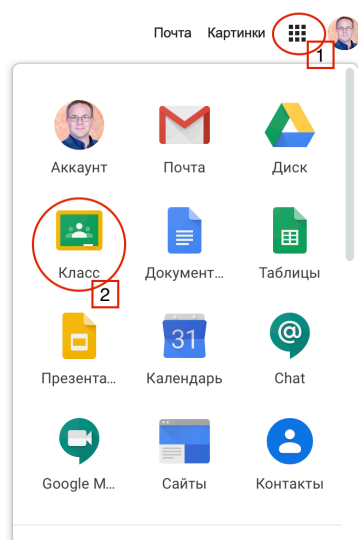 Почта Картинки
1
Аккаунт Почта Диск
Класс Документ... Таблицы
2
31
@
Презента... Календарь Chat
Google M... Сайты Контакты